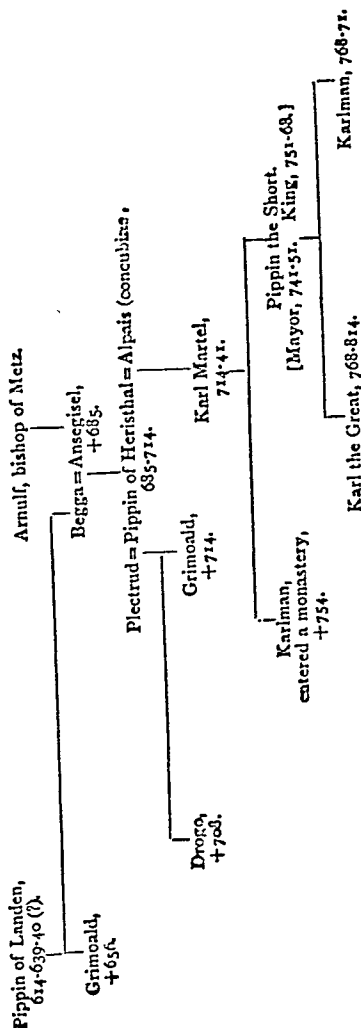 Pippin of Landen,
614-639-40 (?).
Arnulf, bishop of Metz.
Grimoald,
+656.
Begga=Ansegisel,
+685.
Plectrud=Pippin of Heristhal=Alpais (concubine,
685-714.
Drogo,
+708.
Grimoald,
+714.
Karl Martel,
714-41.
Karlman,
entered a monastery,
+754.
Pippin the Short.
[Mayor, 741-51. King, 751-68.]
Karl the Great, 768-814.
Karlman, 768-71.